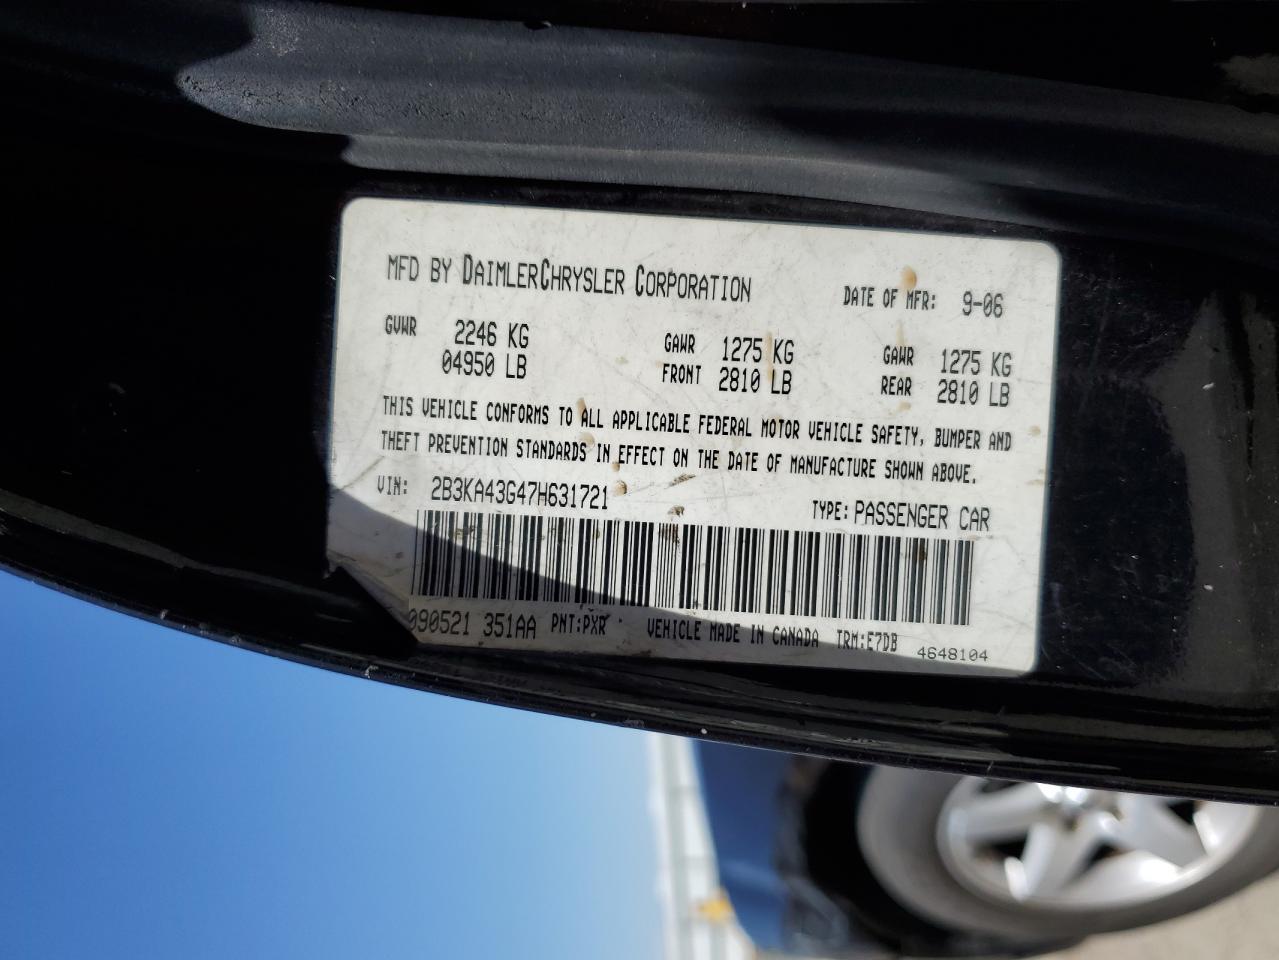 MFD BY DAIMLERCHRYSLER CORPORATION DATE OF MFR: 9-06
GVWR 2246 KG GAWR 1275 KG GAWR 1275 KG
04950 LB FRONT 2810 LB REAR 2810 LB
THIS VEHICLE CONFORMS TO ALL APPLICABLE FEDERAL MOTOR VEHICLE SAFETY, BUMPER AND
THEFT PREVENTION STANDARDS IN EFFECT ON THE DATE OF MANUFACTURE SHOWN ABOVE.
VIN: 2B3KA43G47H631721 TYPE: PASSENGER CAR
090521 351AA PNT:PXR VEHICLE MADE IN CANADA TRM:E7DB 4648104